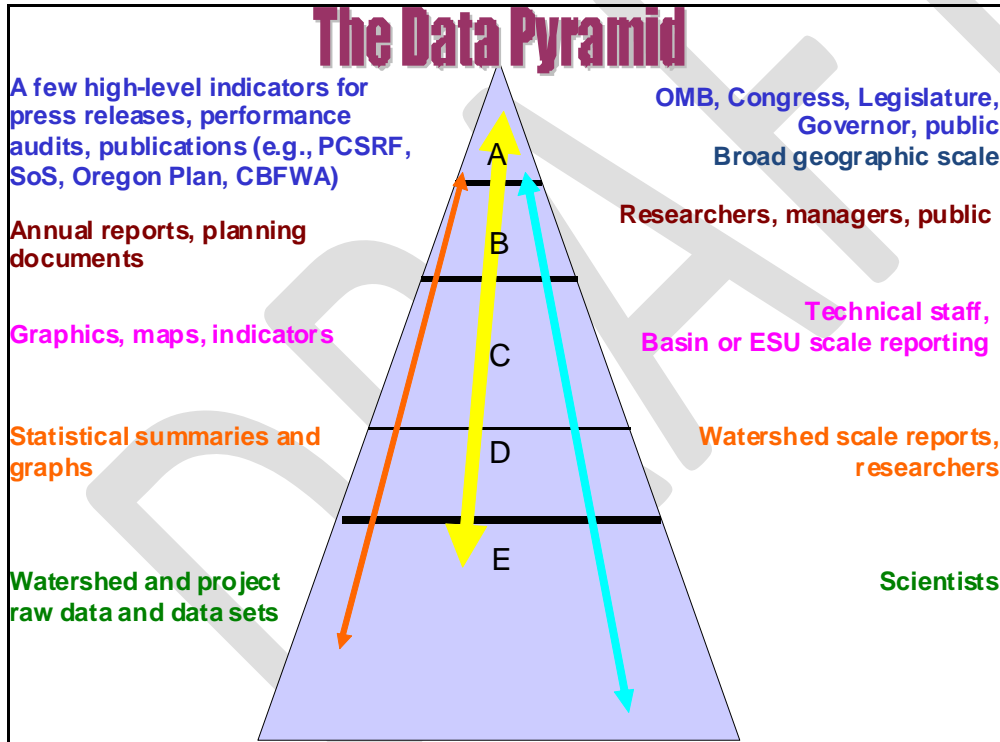 The Data Pyramid
A few high-level indicators for
press releases, performance
audits, publications (e.g., PCSRF,
SoS, Oregon Plan, CBFWA)
OMB, Congress, Legislature,
Governor, public
Broad geographic scale
A
Annual reports, planning
documents
Researchers, managers, public
B
Graphics, maps, indicators
Technical staff,
Basin or ESU scale reporting
C
Statistical summaries and
graphs
Watershed scale reports,
researchers
D
Watershed and project
raw data and data sets
Scientists
E
DRAFT